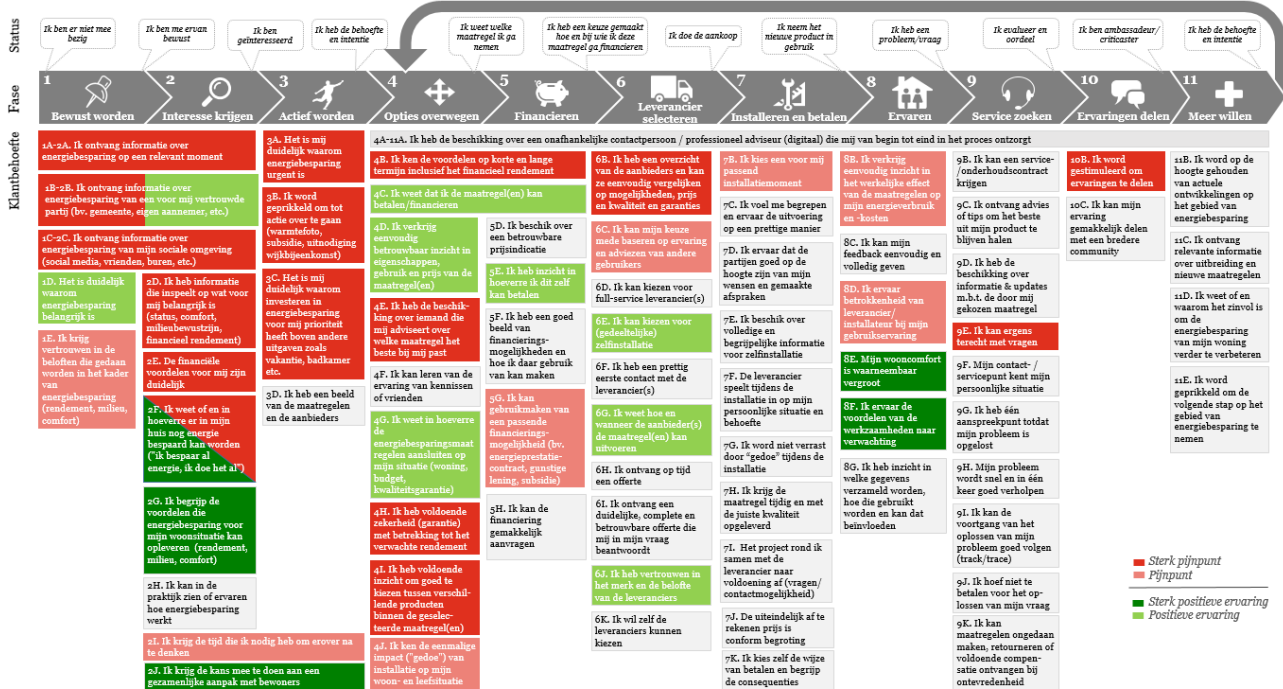 Status
Ik ben er niet mee
bezig
Ik ben me ervan
bewust
Ik ben
geïnteresseerd
Ik heb de behoefte
en intentie
Ik weet welke
maatregel ik ga
nemen
Ik heb een keuze gemaakt
hoe en bij wie ik deze
maatregel ga financieren
Ik doe de aankoop
Ik neem het
nieuwe product in
gebruik
Ik heb een
probleem/vraag
Ik evalueer en
oordeel
Ik ben ambassadeur/
criticaster
Ik heb de behoefte
en intentie
Fase
1
Bewust worden
2
Interesse krijgen
3
Actief worden
4
Opties overwegen
5
Financieren
6
Leverancier
selecteren
7
Installeren en betalen
8
Ervaren
9
Service zoeken
10
Ervaringen delen
11
Meer willen
Klantbehoefte
1A-2A. Ik ontvang informatie over
energiebesparing op een relevant moment
1B-2B. Ik ontvang informatie over
energiebesparing van een voor mij vertrouwde
partij (bv. gemeente, eigen aannemer, etc.)
1C-2C. Ik ontvang informatie over
energiebesparing van mijn sociale omgeving
(social media, vrienden, buren, etc.)
1D. Het is duidelijk
waarom
energiebesparing
belangrijk is
1E. Ik krijg
vertrouwen in de
beloften die gedaan
worden in het kader
van
energiebesparing
(rendement, milieu,
comfort)
2D. Ik heb informatie
die inspeelt op wat voor
mij belangrijk is
(status, comfort,
milieubewustzijn,
financieel rendement)
2E. De financiële
voordelen voor mij zijn
duidelijk
2F. Ik weet of en in
hoeverre er in mijn
huis nog energie
bespaard kan worden
("ik bespaar al
energie, ik doe het al")
2G. Ik begrijp de
voordelen die
energiebesparing voor
mijn woonsituatie kan
opleveren (rendement,
milieu, comfort)
2H. Ik kan in de
praktijk zien of ervaren
hoe energiebesparing
werkt
2I. Ik krijg de tijd die ik nodig heb om erover na
te denken
2J. Ik krijg de kans mee te doen aan een
gezamenlijke aanpak met bewoners
3A. Het is mij
duidelijk waarom
energiebesparing
urgent is
3B. Ik word
geprikkeld om tot
actie over te gaan
(warmtefoto,
subsidie, uitnodiging
wijkbijeenkomst)
3C. Het is mij
duidelijk waarom
investeren in
energiebesparing
voor mij prioriteit
heeft boven andere
uitgaven zoals
vakantie, badkamer
etc.
3D. Ik heb een beeld
van de maatregelen
en de aanbieders
4A-11A. Ik heb de beschikking over een onafhankelijke contactpersoon / professioneel adviseur (digitaal) die mij van begin tot eind in het proces ontzorgt
4B. Ik ken de voordelen op korte en lange
termijn inclusief het financieel rendement
4C. Ik weet dat ik de maatregel(en) kan
betalen/financieren
4D. Ik verkrijg
eenvoudig
betrouwbaar inzicht in
eigenschappen,
gebruik en prijs van de
maatregel(en)
4E. Ik heb de beschik-
king over iemand die
mij adviseert over
welke maatregel het
beste bij mij past
4F. Ik kan leren van de
ervaring van kennissen
of vrienden
4G. Ik weet in hoeverre
de
energiebesparingsmaat
regelen aansluiten op
mijn situatie (woning,
budget,
kwaliteitsgarantie)
4H. Ik heb voldoende
zekerheid (garantie)
met betrekking tot het
verwachte rendement
4I. Ik heb voldoende
inzicht om goed te
kiezen tussen verschil-
lende producten
binnen de geselec-
teerde maatregel(en)
4J. Ik ken de eenmalige
impact ("gedoe") van
installatie op mijn
woon- en leefsituatie
5D. Ik beschik over
een betrouwbare
prijsindicatie
5E. Ik heb inzicht in
hoeverre ik dit zelf
kan betalen
5F. Ik heb een goed
beeld van
financierings-
mogelijkheden en
hoe ik daar gebruik
van kan maken
5G. Ik kan
gebruikmaken van
een passende
financierings-
mogelijkheid (bv.
energieprestatie-
contract, gunstige
lening, subsidie)
5H. Ik kan de
financiering
gemakkelijk
aanvragen
6B. Ik heb een overzicht
van de aanbieders en kan
ze eenvoudig vergelijken
op mogelijkheden, prijs
en kwaliteit en garanties
6C. Ik kan mijn keuze
mede baseren op ervaring
en adviezen van andere
gebruikers
6D. Ik kan kiezen voor
full-service leverancier(s)
6E. Ik kan kiezen voor
(gedeeltelijke)
zelfinstallatie
6F. Ik heb een prettig
eerste contact met de
leverancier(s)
6G. Ik weet hoe en
wanneer de aanbieder(s)
de maatregel(en) kan
uitvoeren
6H. Ik ontvang op tijd
een offerte
6I. Ik ontvang een
duidelijke, complete en
betrouwbare offerte die
mij in mijn vraag
beantwoordt
6J. Ik heb vertrouwen in
het merk en de belofte
van de leveranciers
6K. Ik wil zelf de
leveranciers kunnen
kiezen
7B. Ik kies een voor mij
passend
installatiemoment
7C. Ik voel me begrepen
en ervaar de uitvoering
op een prettige manier
7D. Ik ervaar dat de
partijen goed op de
hoogte zijn van mijn
wensen en gemaakte
afspraken
7E. Ik beschik over
volledige en
begrijpelijke informatie
voor zelfinstallatie
7F. De leverancier
speelt tijdens de
installatie in op mijn
persoonlijke situatie en
behoefte
7G. Ik word niet verrast
door "gedoe" tijdens de
installatie
7H. Ik krijg de
maatregel tijdig en met
de juiste kwaliteit
opgeleverd
7I. Het project rond ik
samen met de
leverancier naar
voldoening af (vragen/
contactmogelijkheid)
7J. De uiteindelijk af te
rekenen prijs is
conform begroting
7K. Ik kies zelf de wijze
van betalen en begrijp
de consequenties
8B. Ik verkrijg
eenvoudig inzicht in
het werkelijke effect
van de maatregelen op
mijn energieverbruik
en -kosten
8C. Ik kan mijn
feedback eenvoudig
en volledig geven
8D. Ik ervaar
betrokkenheid van
leverancier/
installateur bij mijn
gebruikservaring
8E. Mijn wooncomfort
is waarneembaar
vergroot
8F. Ik ervaar de
voordelen van de
werkzaamheden naar
verwachting
8G. Ik heb inzicht in
welke gegevens
verzameld worden,
hoe die gebruikt
worden en kan dat
beïnvloeden
9B. Ik kan een service-
/onderhoudscontract
krijgen
9C. Ik ontvang advies
of tips om het beste
uit mijn product te
blijven halen
9D. Ik heb de
beschikking over
informatie & updates
m.b.t. de door mij
gekozen maatregel
9E. Ik kan ergens
terecht met vragen
9F. Mijn contact- /
servicepunt kent mijn
persoonlijke situatie
9G. Ik heb één
aanspreekpunt totdat
mijn probleem is
opgelost
9H. Mijn probleem
wordt snel en in één
keer goed verholpen
9I. Ik kan de
voortgang van het
oplossen van mijn
probleem goed volgen
(track/trace)
9J. Ik hoef niet te
betalen voor het op-
lossen van mijn vraag
9K. Ik kan
maatregelen ongedaan
maken, retourneren of
voldoende compen-
satie ontvangen bij
ontevredenheid
10B. Ik word
gestimuleerd om
ervaringen te delen
10C. Ik kan mijn
ervaring
gemakkelijk delen
met een bredere
community
11B. Ik word op de
hoogte gehouden van
actuele
ontwikkelingen op
het gebied van
energiebesparing
11C. Ik ontvang
relevante informatie
over uitbreiding en
nieuwe maatregelen
11D. Ik weet of en
waarom het zinvol is
om de
energiebesparing
van mijn woning
verder te verbeteren
11E. Ik word
geprikkeld om de
volgende stap op het
gebied van
energiebesparing te
nemen
Sterk pijnpunt
Pijnpunt
Sterk positieve ervaring
Positieve ervaring